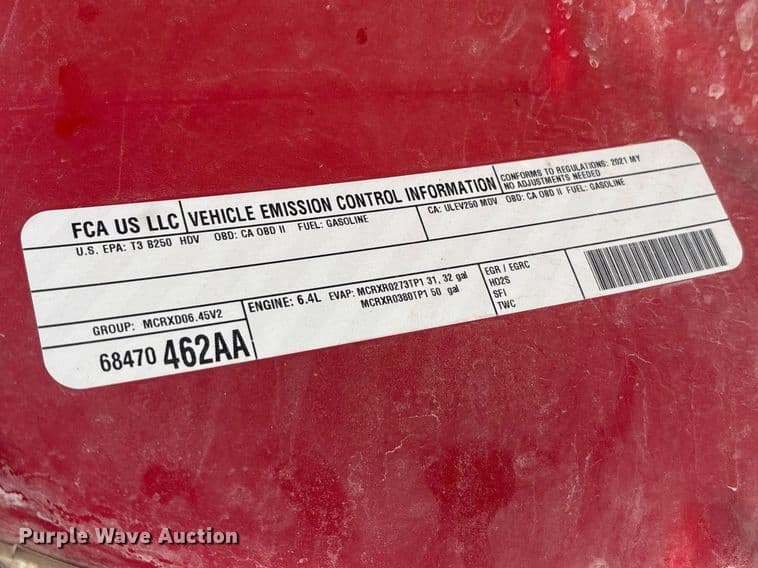 FCA US LLC VEHICLE EMISSION CONTROL INFORMATION
CONFORMS TO REGULATIONS: 2021 MY
NO ADJUSTMENTS NEEDED
U.S. EPA: T3 B250 HDV OBD: CA OBD II FUEL: GASOLINE
CA: ULEV250 MDV OBD: CA OBD II FUEL: GASOLINE
GROUP: MCRXD06.45V2
68470 462AA
ENGINE: 6.4L EVAP: MCRXR0273TP1 31, 32 gal
MCRXR0380TP1 50 gal
EGR / EGRC
HO2S
SFI
TWC
Purple Wave Auction